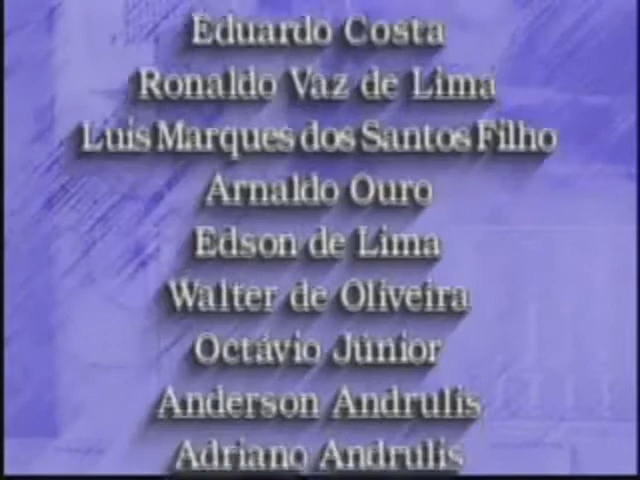 Eduardo Costa
Ronaldo Vaz de Lima
Luis Marques dos Santos Filho
Arnaldo Ouro
Edson de Lima
Walter de Oliveira
Octávio Júnior
Anderson Andrulis
Adriano Andrulis